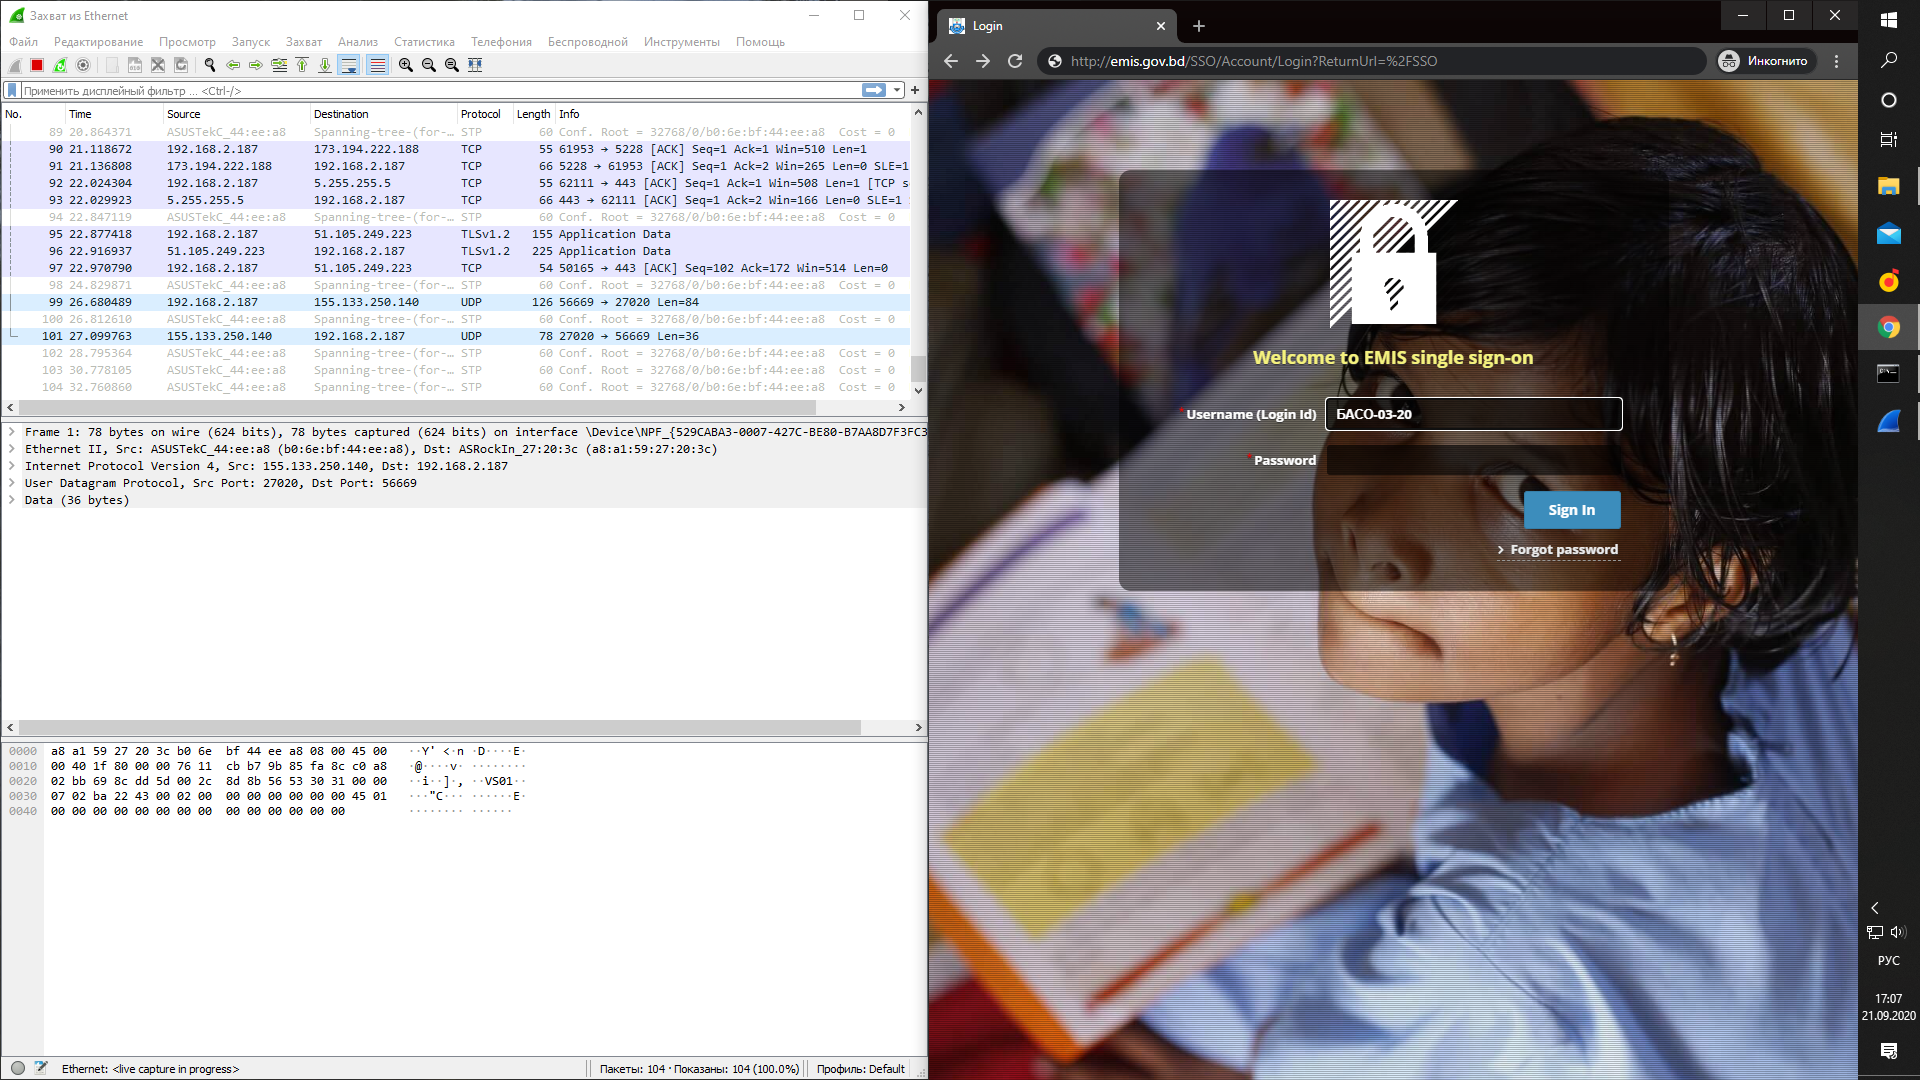 Захват из Ethernet
Файл Редактирование Просмотр Запуск Захват Анализ Статистика Телефония Беспроводной Инструменты Помощь
Применить дисплейный фильтр ... <Ctrl-/>
No. Time Source Destination Protocol Length Info
89 20.864371 ASUSTekC_44:ee:a8 Spanning-tree-(for-… STP 60 Conf. Root = 32768/0/b0:6e:bf:44:ee:a8 Cost = 0
90 21.118672 192.168.2.187 173.194.222.188 TCP 55 61953 → 5228 [ACK] Seq=1 Ack=1 Win=510 Len=1
91 21.136808 173.194.222.188 192.168.2.187 TCP 66 5228 → 61953 [ACK] Seq=1 Ack=2 Win=265 Len=0 SLE=1
92 22.024304 192.168.2.187 5.255.255.5 TCP 55 62111 → 443 [ACK] Seq=1 Ack=1 Win=508 Len=1 [TCP s
93 22.029923 5.255.255.5 192.168.2.187 TCP 66 443 → 62111 [ACK] Seq=1 Ack=2 Win=166 Len=0 SLE=1
94 22.847119 ASUSTekC_44:ee:a8 Spanning-tree-(for-… STP 60 Conf. Root = 32768/0/b0:6e:bf:44:ee:a8 Cost = 0
95 22.877418 192.168.2.187 51.105.249.223 TLSv1.2 155 Application Data
96 22.916937 51.105.249.223 192.168.2.187 TLSv1.2 225 Application Data
97 22.970790 192.168.2.187 51.105.249.223 TCP 54 50165 → 443 [ACK] Seq=102 Ack=172 Win=514 Len=0
98 24.829871 ASUSTekC_44:ee:a8 Spanning-tree-(for-… STP 60 Conf. Root = 32768/0/b0:6e:bf:44:ee:a8 Cost = 0
99 26.680489 192.168.2.187 155.133.250.140 UDP 126 56669 → 27020 Len=84
100 26.812610 ASUSTekC_44:ee:a8 Spanning-tree-(for-… STP 60 Conf. Root = 32768/0/b0:6e:bf:44:ee:a8 Cost = 0
101 27.099763 155.133.250.140 192.168.2.187 UDP 78 27020 → 56669 Len=36
102 28.795364 ASUSTekC_44:ee:a8 Spanning-tree-(for-… STP 60 Conf. Root = 32768/0/b0:6e:bf:44:ee:a8 Cost = 0
103 30.778105 ASUSTekC_44:ee:a8 Spanning-tree-(for-… STP 60 Conf. Root = 32768/0/b0:6e:bf:44:ee:a8 Cost = 0
104 32.760860 ASUSTekC_44:ee:a8 Spanning-tree-(for-… STP 60 Conf. Root = 32768/0/b0:6e:bf:44:ee:a8 Cost = 0
Frame 1: 78 bytes on wire (624 bits), 78 bytes captured (624 bits) on interface \Device\NPF_{529CABA3-0007-427C-BE80-B7AA8D7F3FC3
Ethernet II, Src: ASUSTekC_44:ee:a8 (b0:6e:bf:44:ee:a8), Dst: ASRockIn_27:20:3c (a8:a1:59:27:20:3c)
Internet Protocol Version 4, Src: 155.133.250.140, Dst: 192.168.2.187
User Datagram Protocol, Src Port: 27020, Dst Port: 56669
Data (36 bytes)
0000 a8 a1 59 27 20 3c b0 6e bf 44 ee a8 08 00 45 00 ··Y' <·n ·D····E·
0010 00 40 1f 80 00 00 76 11 cb b7 9b 85 fa 8c c0 a8 ·@····v· ········
0020 02 bb 69 8c dd 5d 00 2c 8d 8b 56 53 30 31 00 00 ··i··]·, ··VS01··
0030 07 02 ba 22 43 00 02 00 00 00 00 00 00 00 45 01 ···"C··· ······E·
0040 00 00 00 00 00 00 00 00 00 00 00 00 00 00 ········ ······
Ethernet: <live capture in progress>
Пакеты: 104 · Показаны: 104 (100.0%)
Профиль: Default
Login
http://emis.gov.bd/SSO/Account/Login?ReturnUrl=%2FSSO
Инкогнито
Welcome to EMIS single sign-on
* Username (Login Id) БАСО-03-20
* Password
Sign In
Forgot password
РУС
17:07
21.09.2020